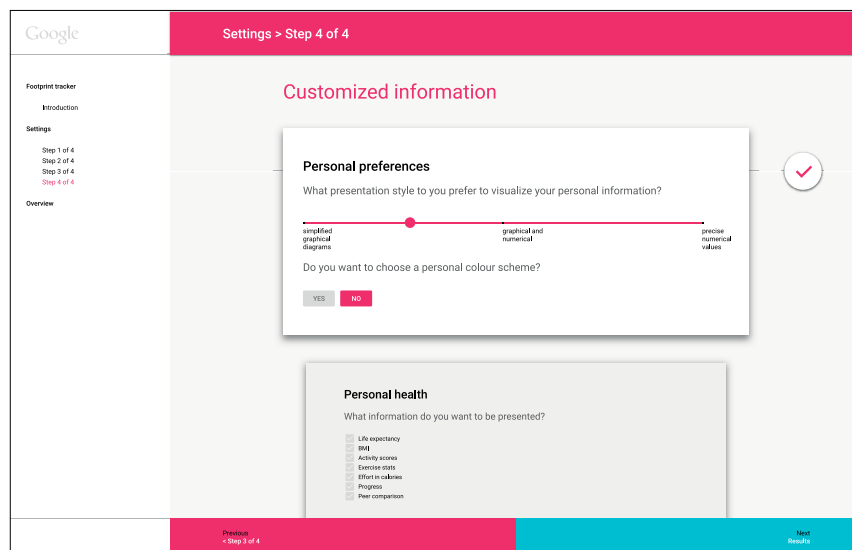 Google
Settings > Step 4 of 4
Footprint tracker
Introduction
Settings
Step 1 of 4
Step 2 of 4
Step 3 of 4
Step 4 of 4
Overview
Customized information
Personal preferences
What presentation style to you prefer to visualize your personal information?
simplified
graphical
diagrams
graphical and
numerical
precise
numerical
values
Do you want to choose a personal colour scheme?
YES
NO
Personal health
What information do you want to be presented?
Life expectancy
BMI
Activity scores
Exercise stats
Effort in calories
Progress
Peer comparison
Previous
< Step 3 of 4
Next
Results